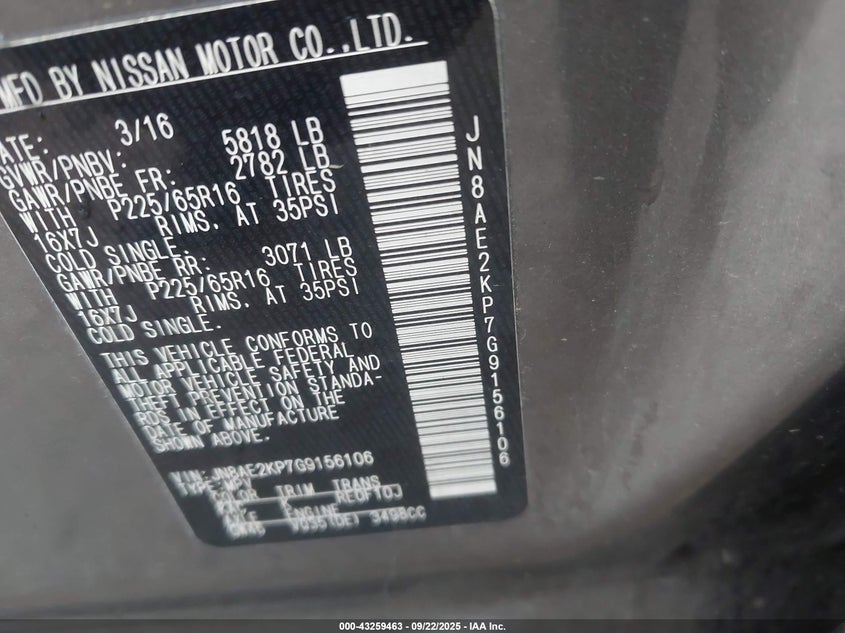 MFD BY NISSAN MOTOR CO.,LTD.
DATE: 3/16
GVWR/PNBV: 5818 LB
GAWR/PNBE FR: 2782 LB
WITH P225/65R16 TIRES
16X7J RIMS. AT 35PSI
COLD SINGLE.
GAWR/PNBE RR: 3071 LB
WITH P225/65R16 TIRES
16X7J RIMS. AT 35PSI
COLD SINGLE.
THIS VEHICLE CONFORMS TO
ALL APPLICABLE FEDERAL
MOTOR VEHICLE SAFETY AND
THEFT PREVENTION STANDA-
RDS IN EFFECT ON THE
DATE OF MANUFACTURE
SHOWN ABOVE.
VIN: JN8AE2KP7G9156106
TYPE: MPV
COLOR TRIM TRANS
RE0F10J
ENGINE
VQ35(DE) 3498CC
JN8AE2KP7G9156106
000-43259463 - 09/22/2025 - IAA Inc.